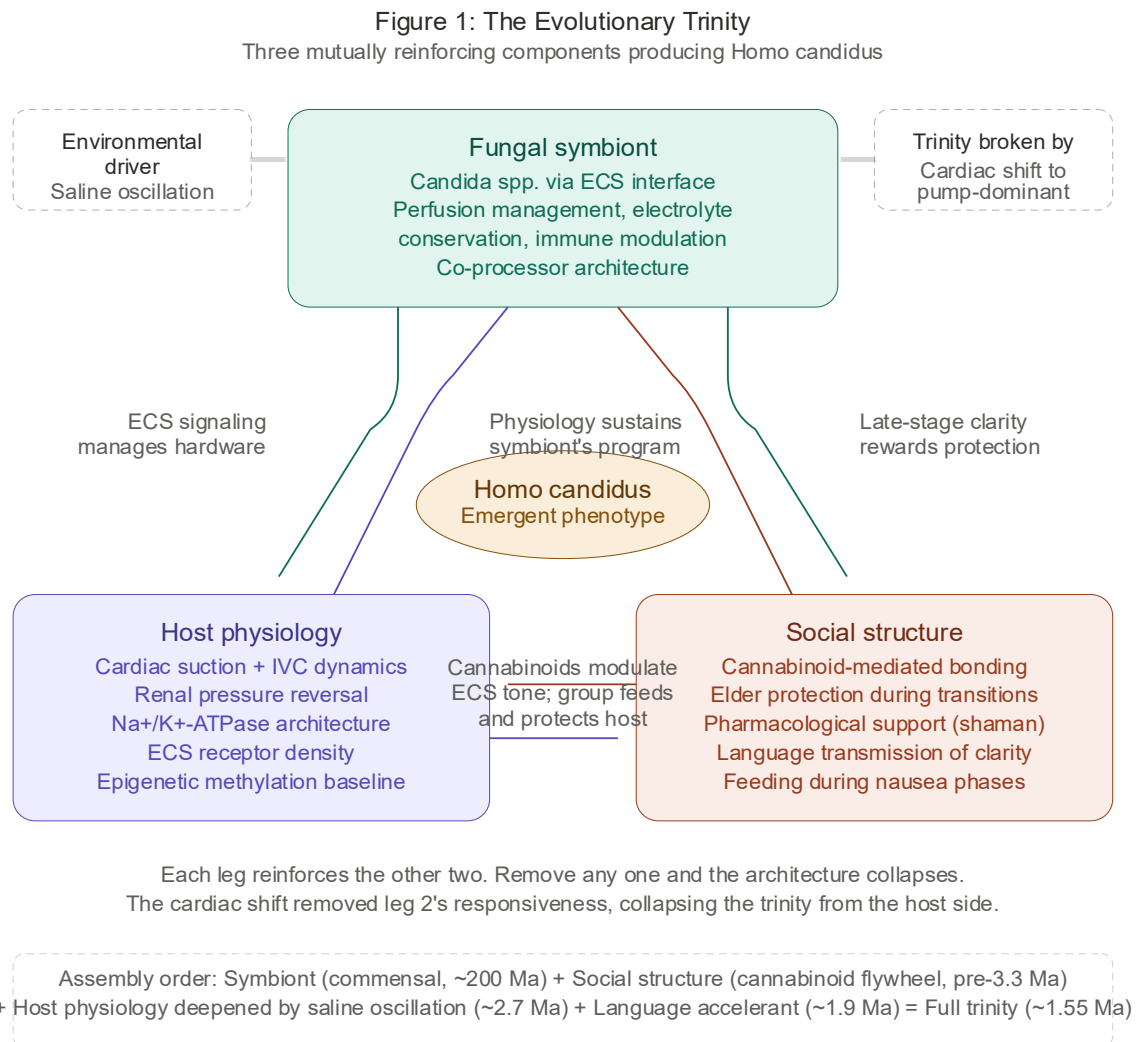 Figure 1: The Evolutionary Trinity
Three mutually reinforcing components producing Homo candidus
Environmental
driver
Saline oscillation
Fungal symbiont
Candida spp. via ECS interface
Perfusion management, electrolyte
conservation, immune modulation
Co-processor architecture
Trinity broken by
Cardiac shift to
pump-dominant
ECS signaling
manages hardware
Physiology sustains
symbiont's program
Late-stage clarity
rewards protection
Homo candidus
Emergent phenotype
Host physiology
Cardiac suction + IVC dynamics
Renal pressure reversal
Na+/K+-ATPase architecture
ECS receptor density
Epigenetic methylation baseline
Cannabinoids modulate
ECS tone; group feeds
and protects host
Social structure
Cannabinoid-mediated bonding
Elder protection during transitions
Pharmacological support (shaman)
Language transmission of clarity
Feeding during nausea phases
Each leg reinforces the other two. Remove any one and the architecture collapses.
The cardiac shift removed leg 2's responsiveness, collapsing the trinity from the host side.
Assembly order: Symbiont (commensal, ~200 Ma) + Social structure (cannabinoid flywheel, pre-3.3 Ma)
+ Host physiology deepened by saline oscillation (~2.7 Ma) + Language accelerant (~1.9 Ma) = Full trinity (~1.55 Ma)